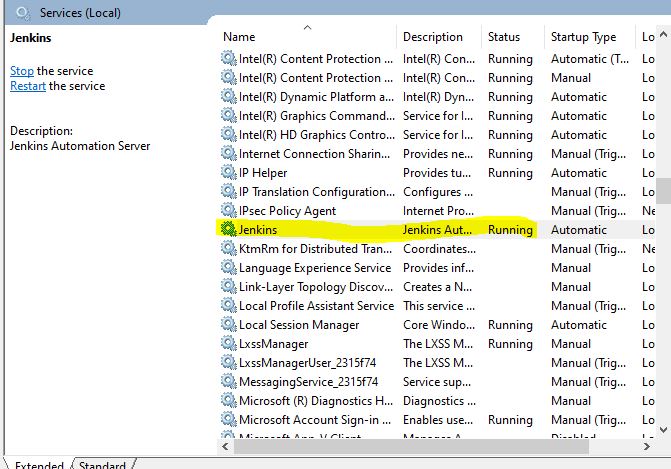 Services (Local)
Jenkins
Stop the service
Restart the service
Description:
Jenkins Automation Server
Name Description Status Startup Type Lo
Intel(R) Content Protection ... Intel(R) Con... Running Automatic (T... Lo
Intel(R) Content Protection ... Intel(R) Con... Running Manual Lo
Intel(R) Dynamic Platform a... Intel(R) Dyn... Running Automatic Lo
Intel(R) Graphics Command... Service for I... Running Automatic Lo
Intel(R) HD Graphics Contro... Service for I... Running Automatic Lo
Internet Connection Sharin... Provides ne... Running Manual (Trig... Lo
IP Helper Provides tu... Running Automatic Lo
IP Translation Configuration... Configures ... Manual (Trig... Lo
IPsec Policy Agent Internet Pro... Manual (Trig... Ne
Jenkins Jenkins Aut... Running Automatic Lo
KtmRm for Distributed Tran... Coordinates... Manual (Trig... Ne
Language Experience Service Provides inf... Manual Lo
Link-Layer Topology Discov... Creates a N... Manual Lo
Local Profile Assistant Service This service ... Manual (Trig... Lo
Local Session Manager Core Windo... Running Automatic Lo
LxssManager The LXSS M... Running Manual Lo
LxssManagerUser_2315f74 The LXSS M... Manual Lo
MessagingService_2315f74 Service sup... Manual (Trig... Lo
Microsoft (R) Diagnostics H... Diagnostics ... Manual Lo
Microsoft Account Sign-in ... Enables use... Running Manual (Trig... Lo
Microsoft App-V Client Manages A... Disabled Lo
Extended Standard